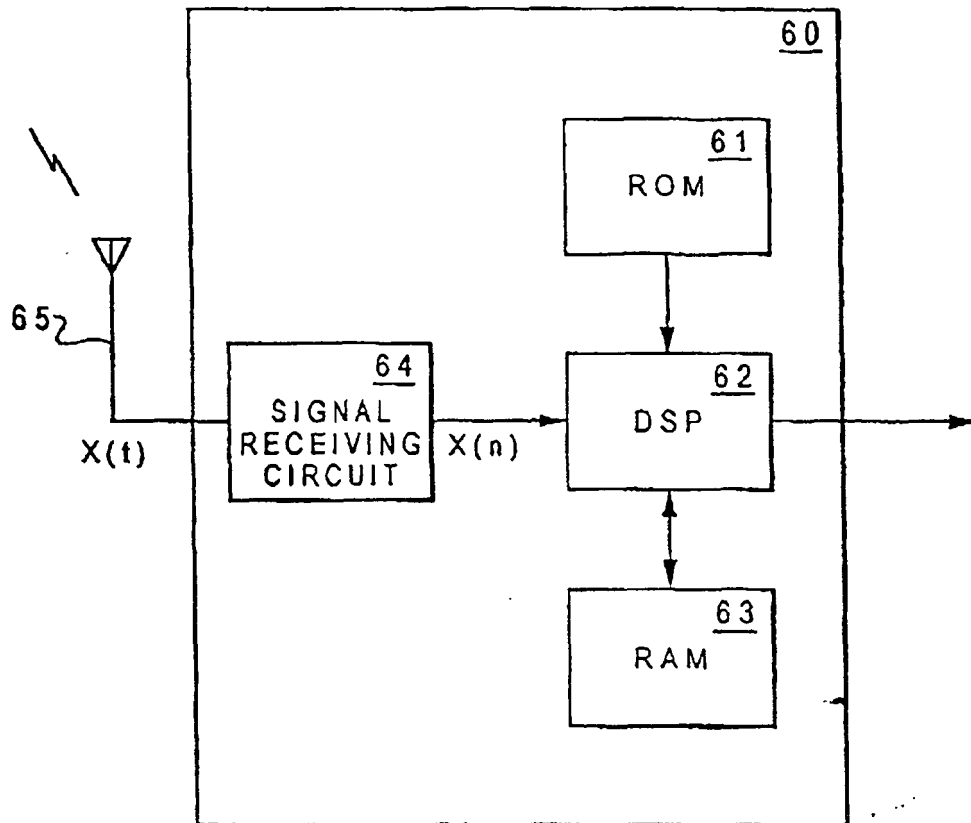 60
61
ROM
65
64
SIGNAL
RECEIVING
CIRCUIT
X(t)
X(n)
62
DSP
63
RAM